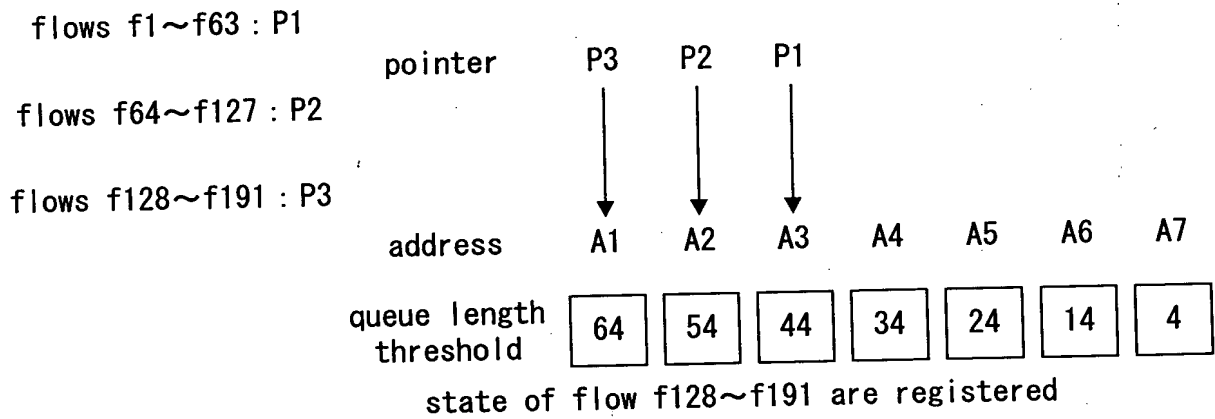 flows f1～f63 : P1
pointer P3 P2 P1
flows f64～f127 : P2
flows f128～f191 : P3
address A1 A2 A3 A4 A5 A6 A7
queue length
threshold
64 54 44 34 24 14 4
state of flow f128～f191 are registered